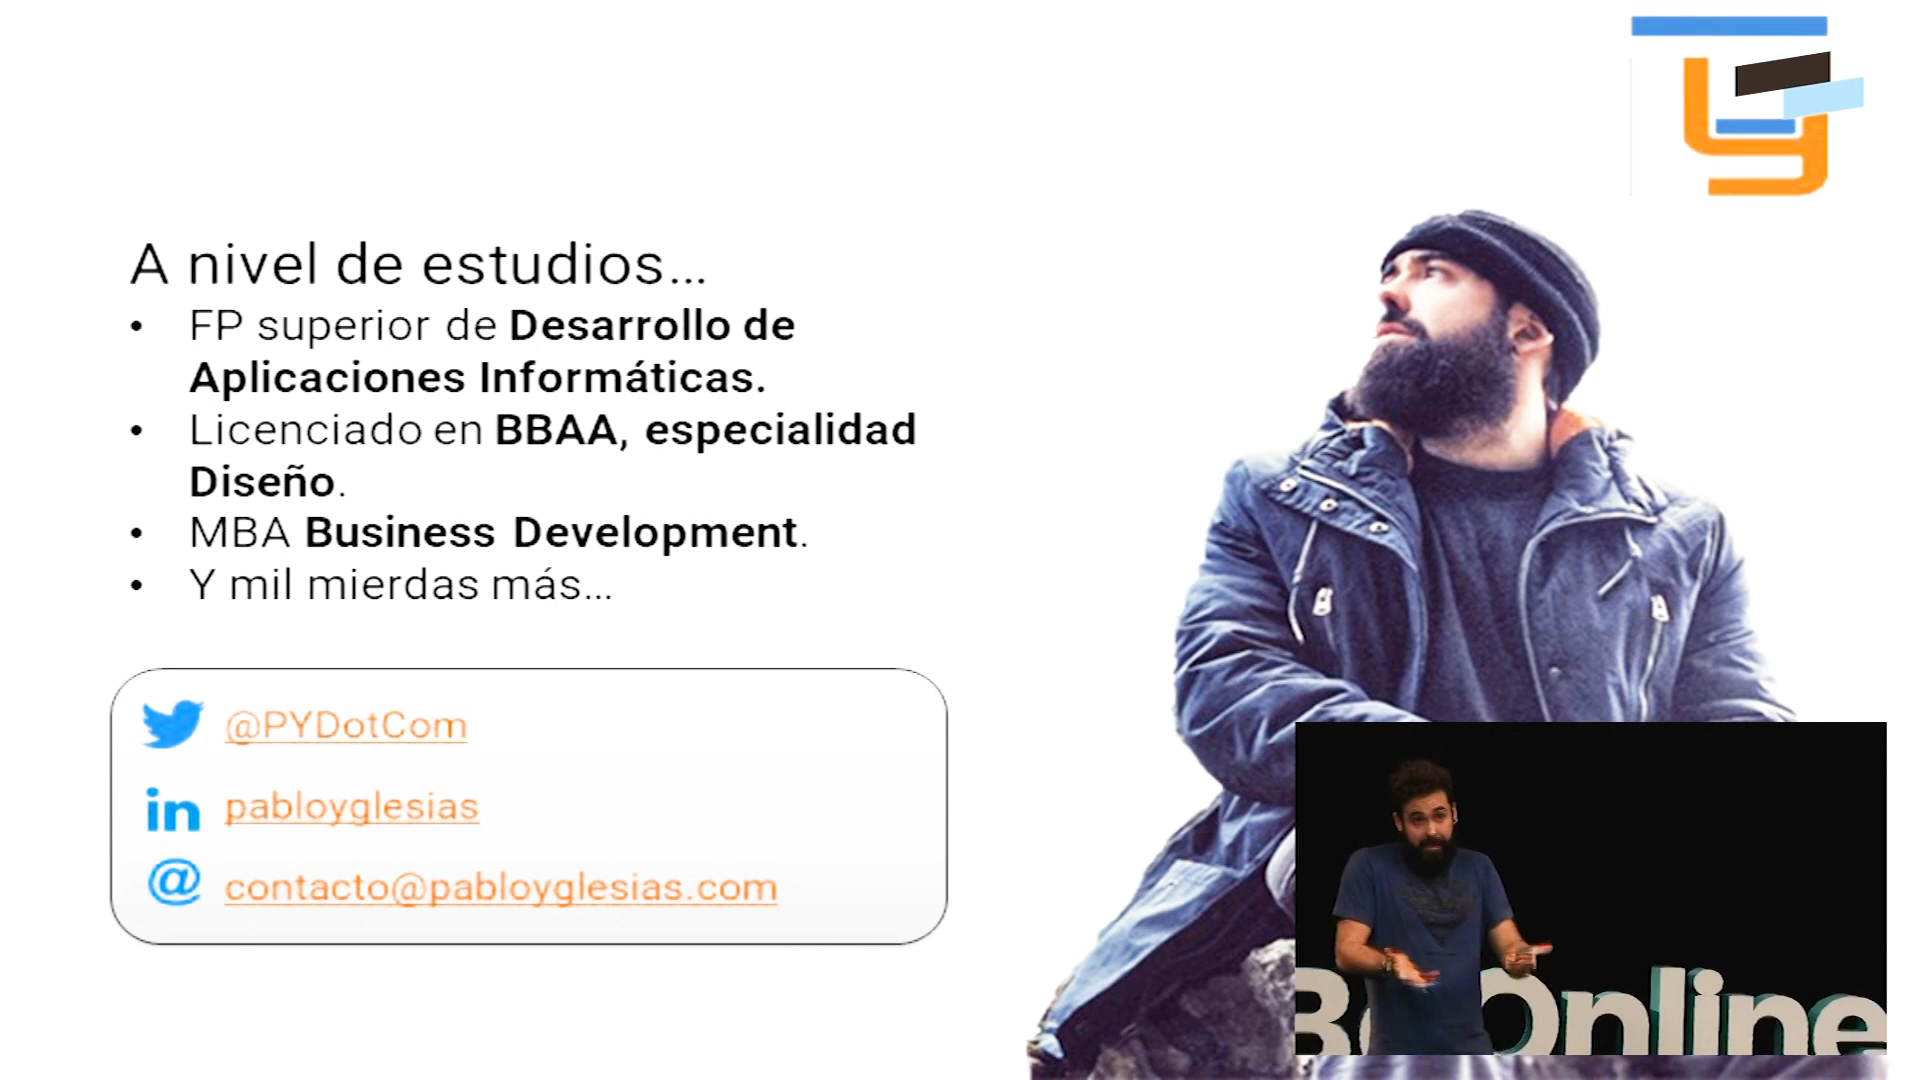 A nivel de estudios...
• FP superior de Desarrollo de
Aplicaciones Informáticas.
• Licenciado en BBAA, especialidad
Diseño.
• MBA Business Development.
• Y mil mierdas más...
@PYDotCom
in pabloyglesias
@ contacto@pabloyglesias.com
Online